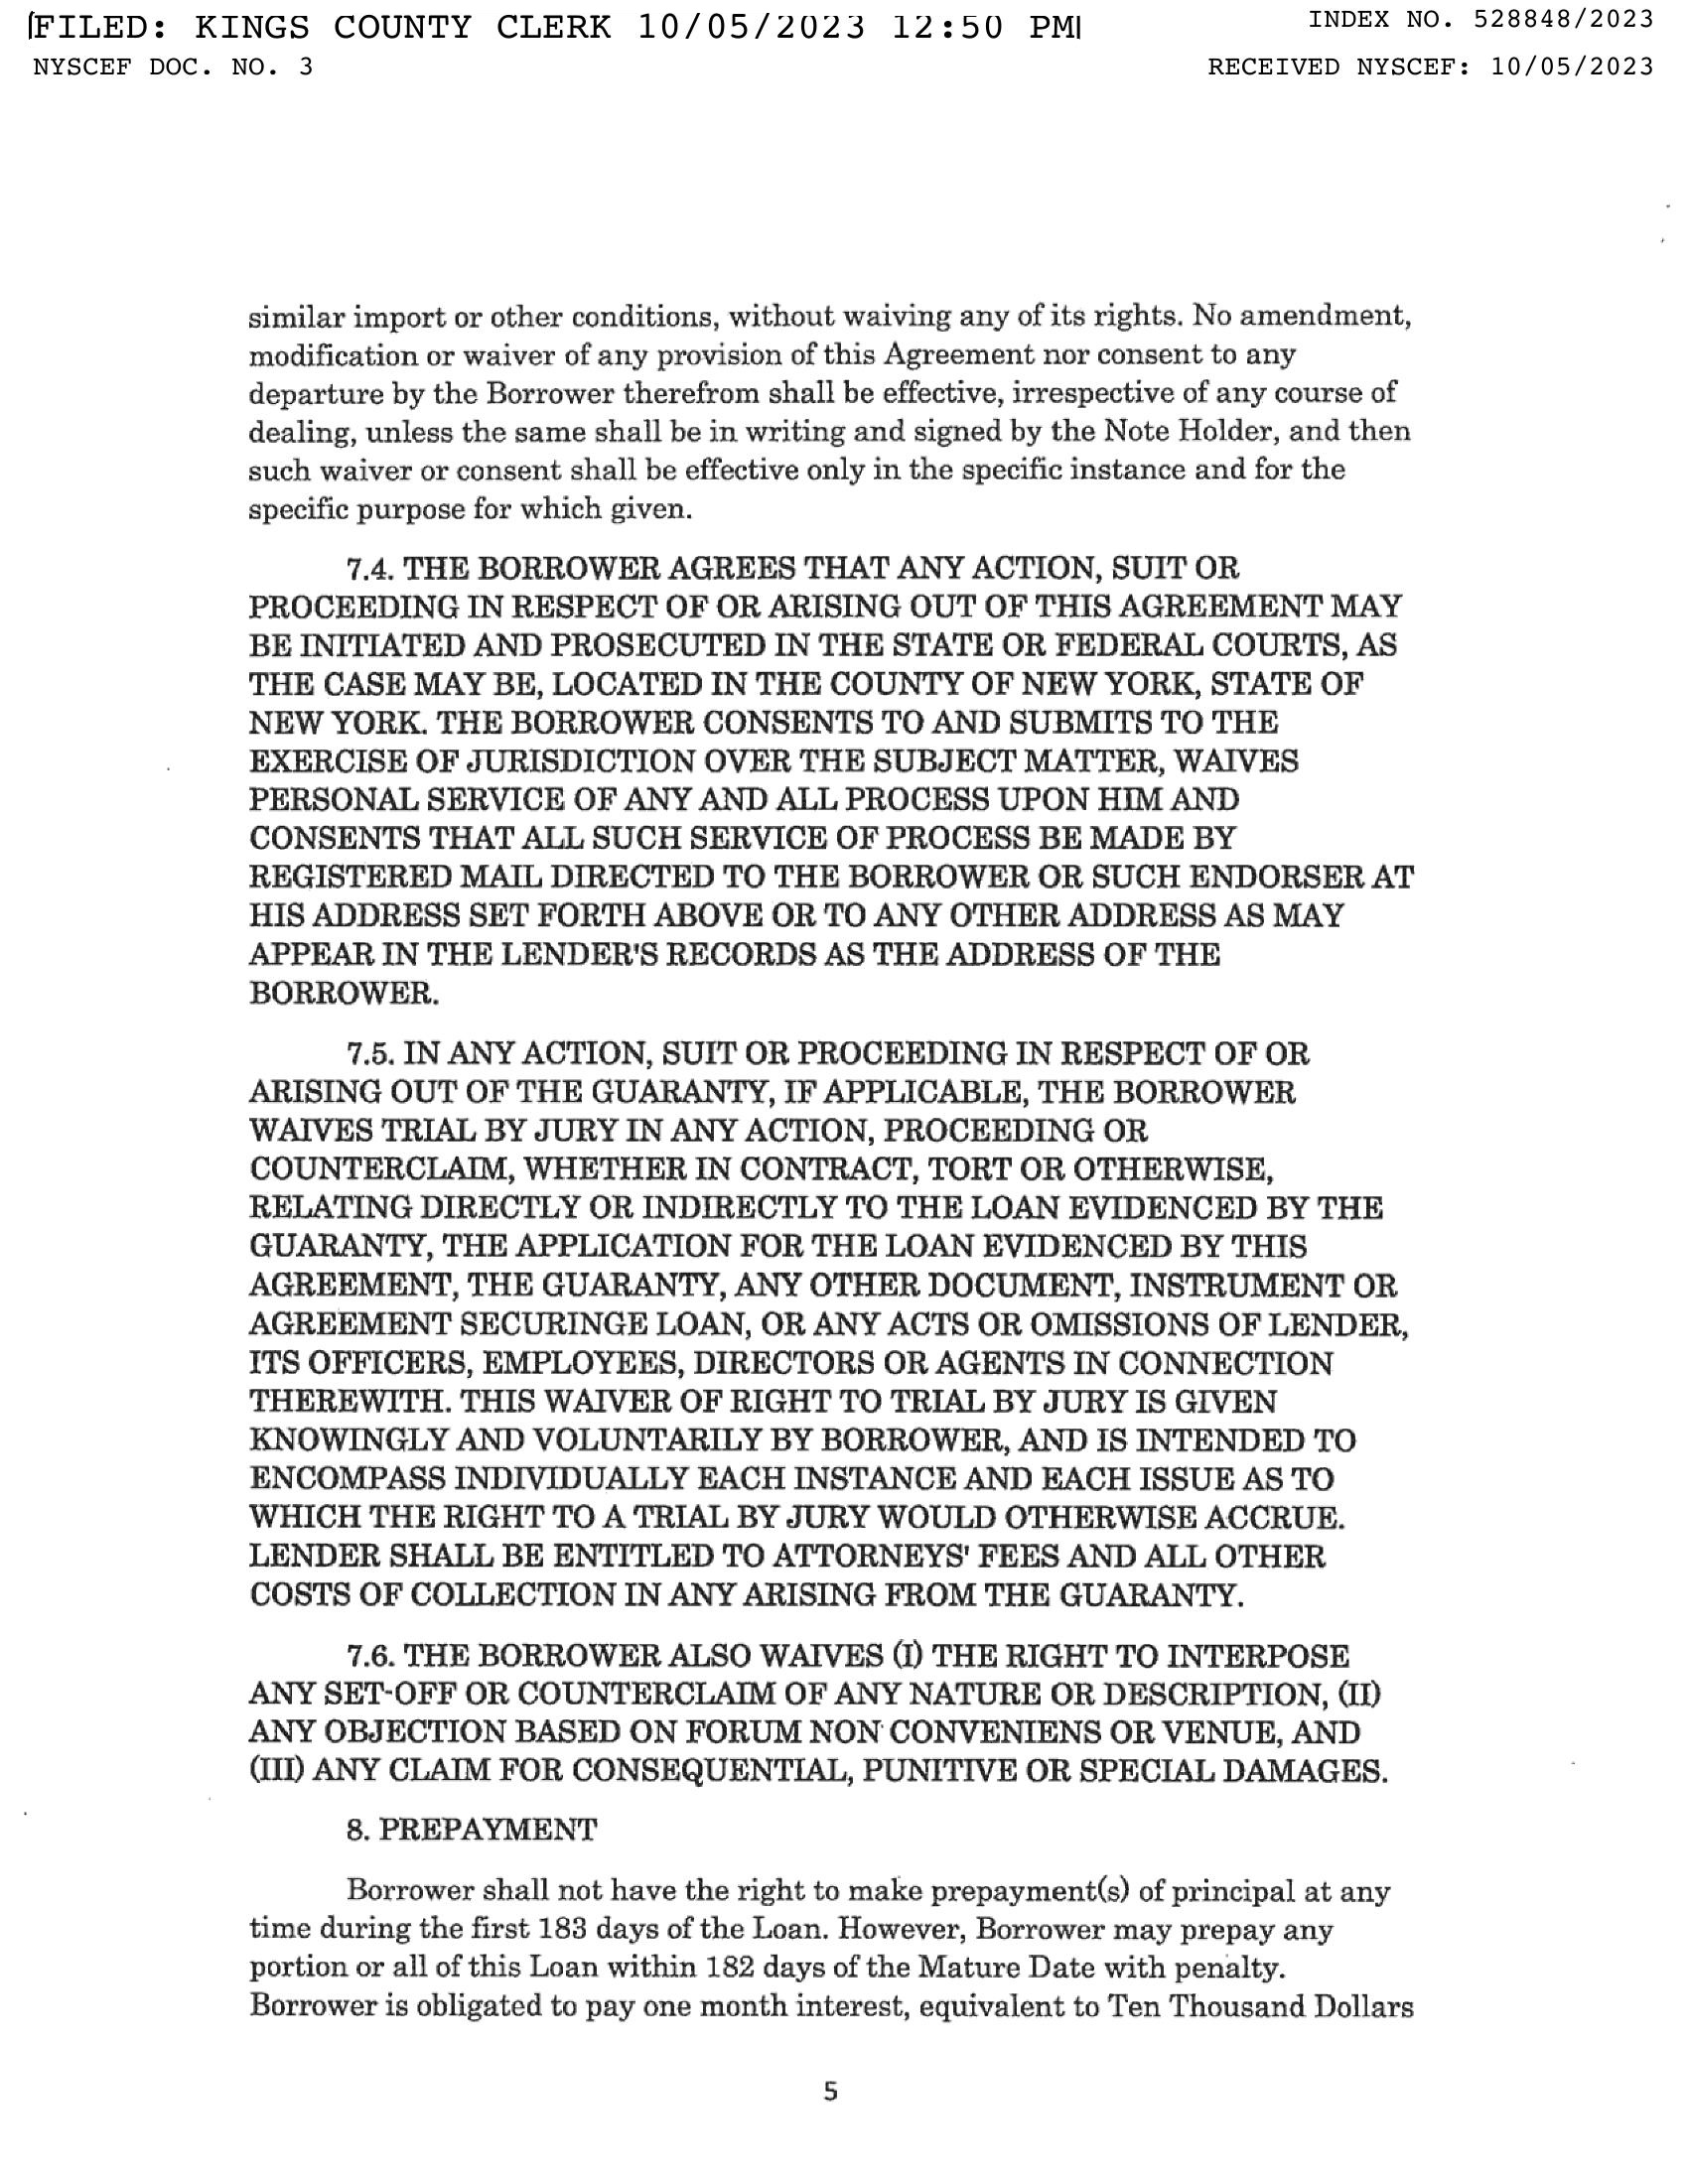 FILED: KINGS COUNTY CLERK 10/05/2023 12:50 PM
INDEX NO. 528848/2023
NYSCEF DOC. NO. 3
RECEIVED NYSCEF: 10/05/2023
similar import or other conditions, without waiving any of its rights. No amendment,
modification or waiver of any provision of this Agreement nor consent to any
departure by the Borrower therefrom shall be effective, irrespective of any course of
dealing, unless the same shall be in writing and signed by the Note Holder, and then
such waiver or consent shall be effective only in the specific instance and for the
specific purpose for which given.
7.4. THE BORROWER AGREES THAT ANY ACTION, SUIT OR
PROCEEDING IN RESPECT OF OR ARISING OUT OF THIS AGREEMENT MAY
BE INITIATED AND PROSECUTED IN THE STATE OR FEDERAL COURTS, AS
THE CASE MAY BE, LOCATED IN THE COUNTY OF NEW YORK, STATE OF
NEW YORK. THE BORROWER CONSENTS TO AND SUBMITS TO THE
EXERCISE OF JURISDICTION OVER THE SUBJECT MATTER, WAIVES
PERSONAL SERVICE OF ANY AND ALL PROCESS UPON HIM AND
CONSENTS THAT ALL SUCH SERVICE OF PROCESS BE MADE BY
REGISTERED MAIL DIRECTED TO THE BORROWER OR SUCH ENDORSER AT
HIS ADDRESS SET FORTH ABOVE OR TO ANY OTHER ADDRESS AS MAY
APPEAR IN THE LENDER'S RECORDS AS THE ADDRESS OF THE
BORROWER.
7.5. IN ANY ACTION, SUIT OR PROCEEDING IN RESPECT OF OR
ARISING OUT OF THE GUARANTY, IF APPLICABLE, THE BORROWER
WAIVES TRIAL BY JURY IN ANY ACTION, PROCEEDING OR
COUNTERCLAIM, WHETHER IN CONTRACT, TORT OR OTHERWISE,
RELATING DIRECTLY OR INDIRECTLY TO THE LOAN EVIDENCED BY THE
GUARANTY, THE APPLICATION FOR THE LOAN EVIDENCED BY THIS
AGREEMENT, THE GUARANTY, ANY OTHER DOCUMENT, INSTRUMENT OR
AGREEMENT SECURINGE LOAN, OR ANY ACTS OR OMISSIONS OF LENDER,
ITS OFFICERS, EMPLOYEES, DIRECTORS OR AGENTS IN CONNECTION
THEREWITH. THIS WAIVER OF RIGHT TO TRIAL BY JURY IS GIVEN
KNOWINGLY AND VOLUNTARILY BY BORROWER, AND IS INTENDED TO
ENCOMPASS INDIVIDUALLY EACH INSTANCE AND EACH ISSUE AS TO
WHICH THE RIGHT TO A TRIAL BY JURY WOULD OTHERWISE ACCRUE.
LENDER SHALL BE ENTITLED TO ATTORNEYS' FEES AND ALL OTHER
COSTS OF COLLECTION IN ANY ARISING FROM THE GUARANTY.
7.6. THE BORROWER ALSO WAIVES (I) THE RIGHT TO INTERPOSE
ANY SET-OFF OR COUNTERCLAIM OF ANY NATURE OR DESCRIPTION, (II)
ANY OBJECTION BASED ON FORUM NON CONVENIENS OR VENUE, AND
(III) ANY CLAIM FOR CONSEQUENTIAL, PUNITIVE OR SPECIAL DAMAGES.
8. PREPAYMENT
Borrower shall not have the right to make prepayment(s) of principal at any
time during the first 183 days of the Loan. However, Borrower may prepay any
portion or all of this Loan within 182 days of the Mature Date with penalty.
Borrower is obligated to pay one month interest, equivalent to Ten Thousand Dollars
5